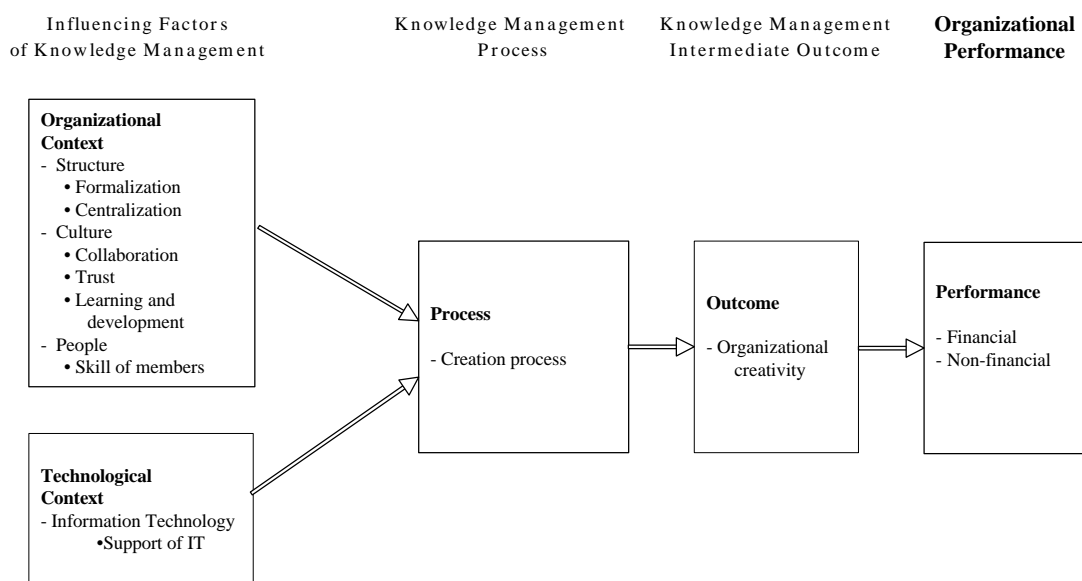 Influencing Factors
of Knowledge Management
Knowledge Management
Process
Knowledge Management
Intermediate Outcome
Organizational
Performance
Organizational
Context
- Structure
• Formalization
• Centralization
- Culture
• Collaboration
• Trust
• Learning and
development
- People
• Skill of members
Technological
Context
- Information Technology
•Support of IT
Process
- Creation process
Outcome
- Organizational
creativity
Performance
- Financial
- Non-financial